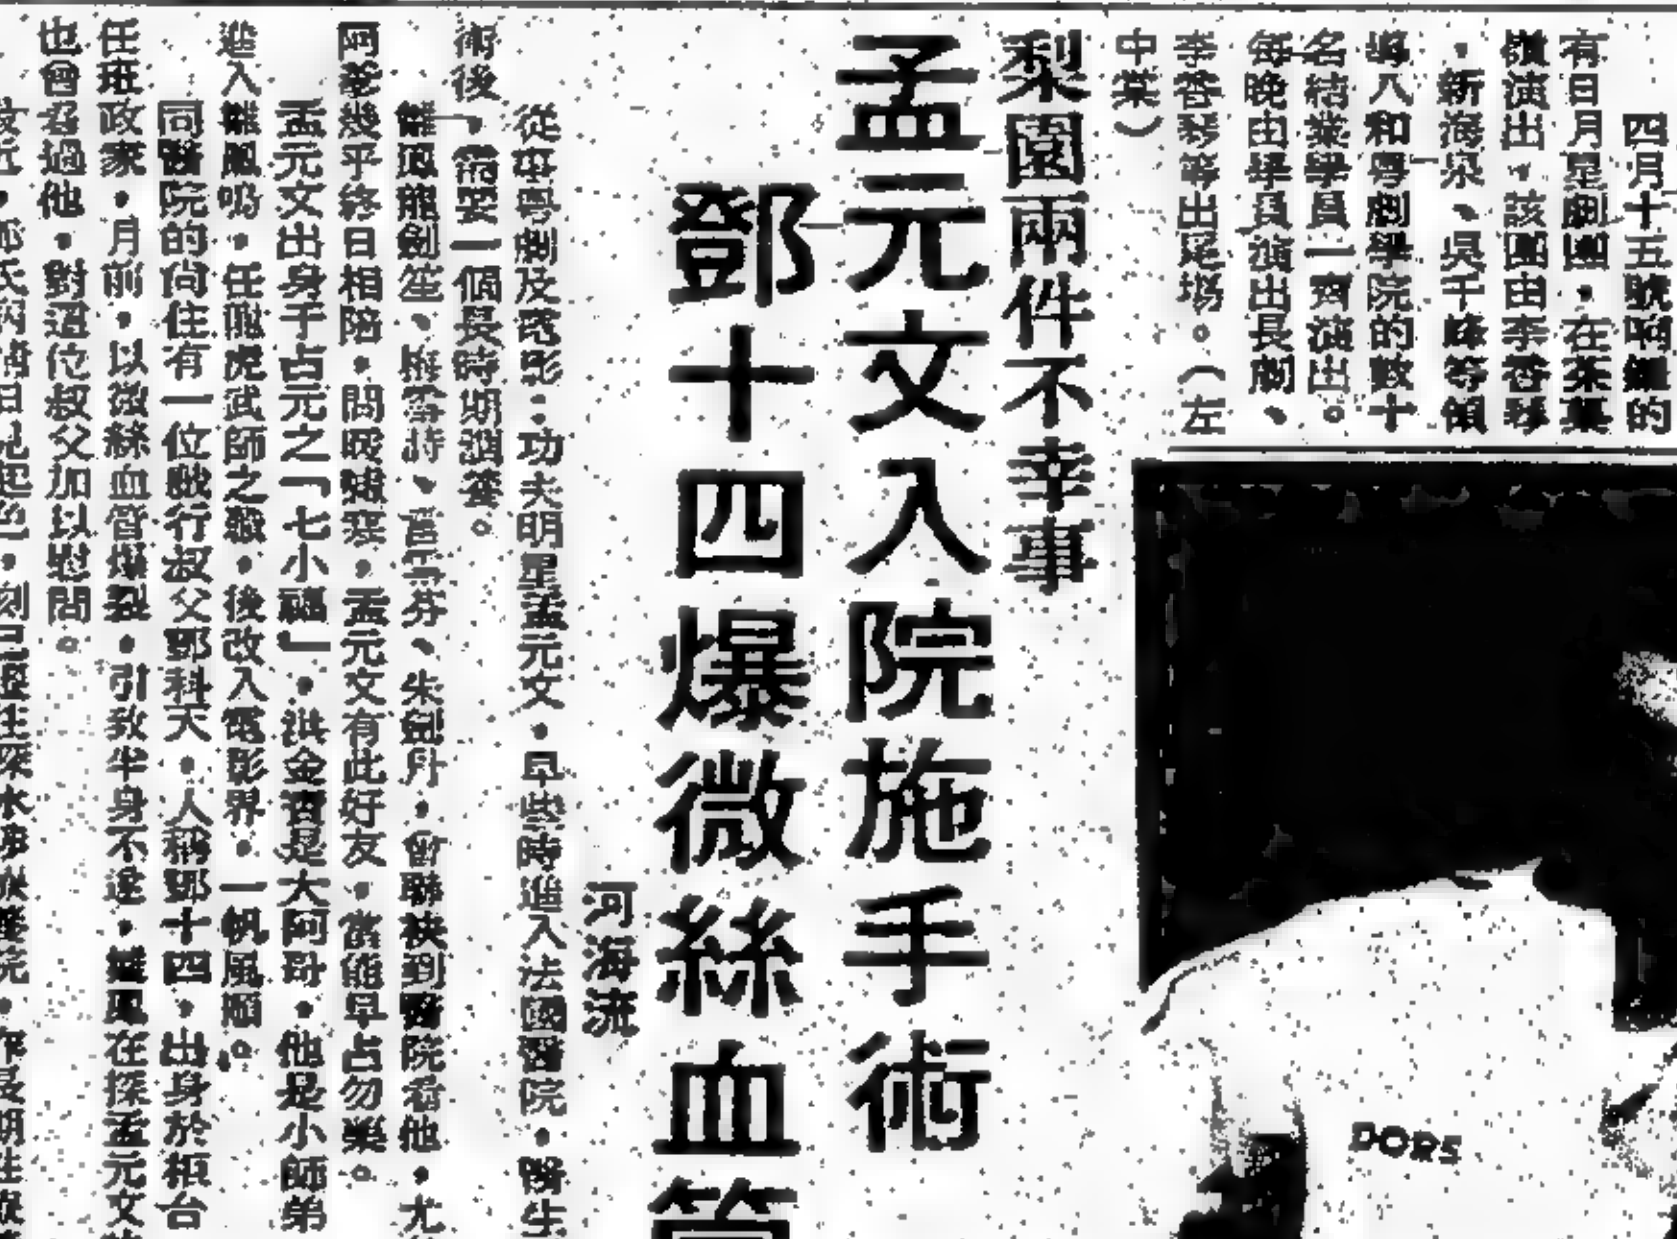 四月十五號的
有日月星劇團，在茶菓
嶺演出，該團由李香琴
，新海泉、吳千峰等領
導八和粵劇學院的數十
名結業學員一齊演出。
每晚由學員演出長劇、
李香琴等出尾場。（左
中棠）
梨園兩件不幸事
孟元文入院施手術
鄧十四爆微絲血管
河海流
從事粵劇及電影：功夫明星孟元文，早些時進入法國醫院，醫生
術後，需要一個長時期調養。
龍劍笙、梅雪詩、言雪芬、朱劍丹，曾聯袂到醫院看他，尤
阿 幾乎終日相陪，問暖噓寒，孟元文有此好友，當能早占勿藥。
孟元文出身于占元之「七小福」，洪金寶是大阿哥，他是小師弟
進入雛鳳鳴，任龍虎武師之職，後改入電影界，一帆風順。
同醫院的尚住有一位戲行叔父鄧科天，人稱鄧十四，出身於柜台
任班政家，月前，以微絲血管爆裂，引致半身不遂，雛鳳在探孟元文
也曾看過他，對這位叔父加以慰問。
DORS